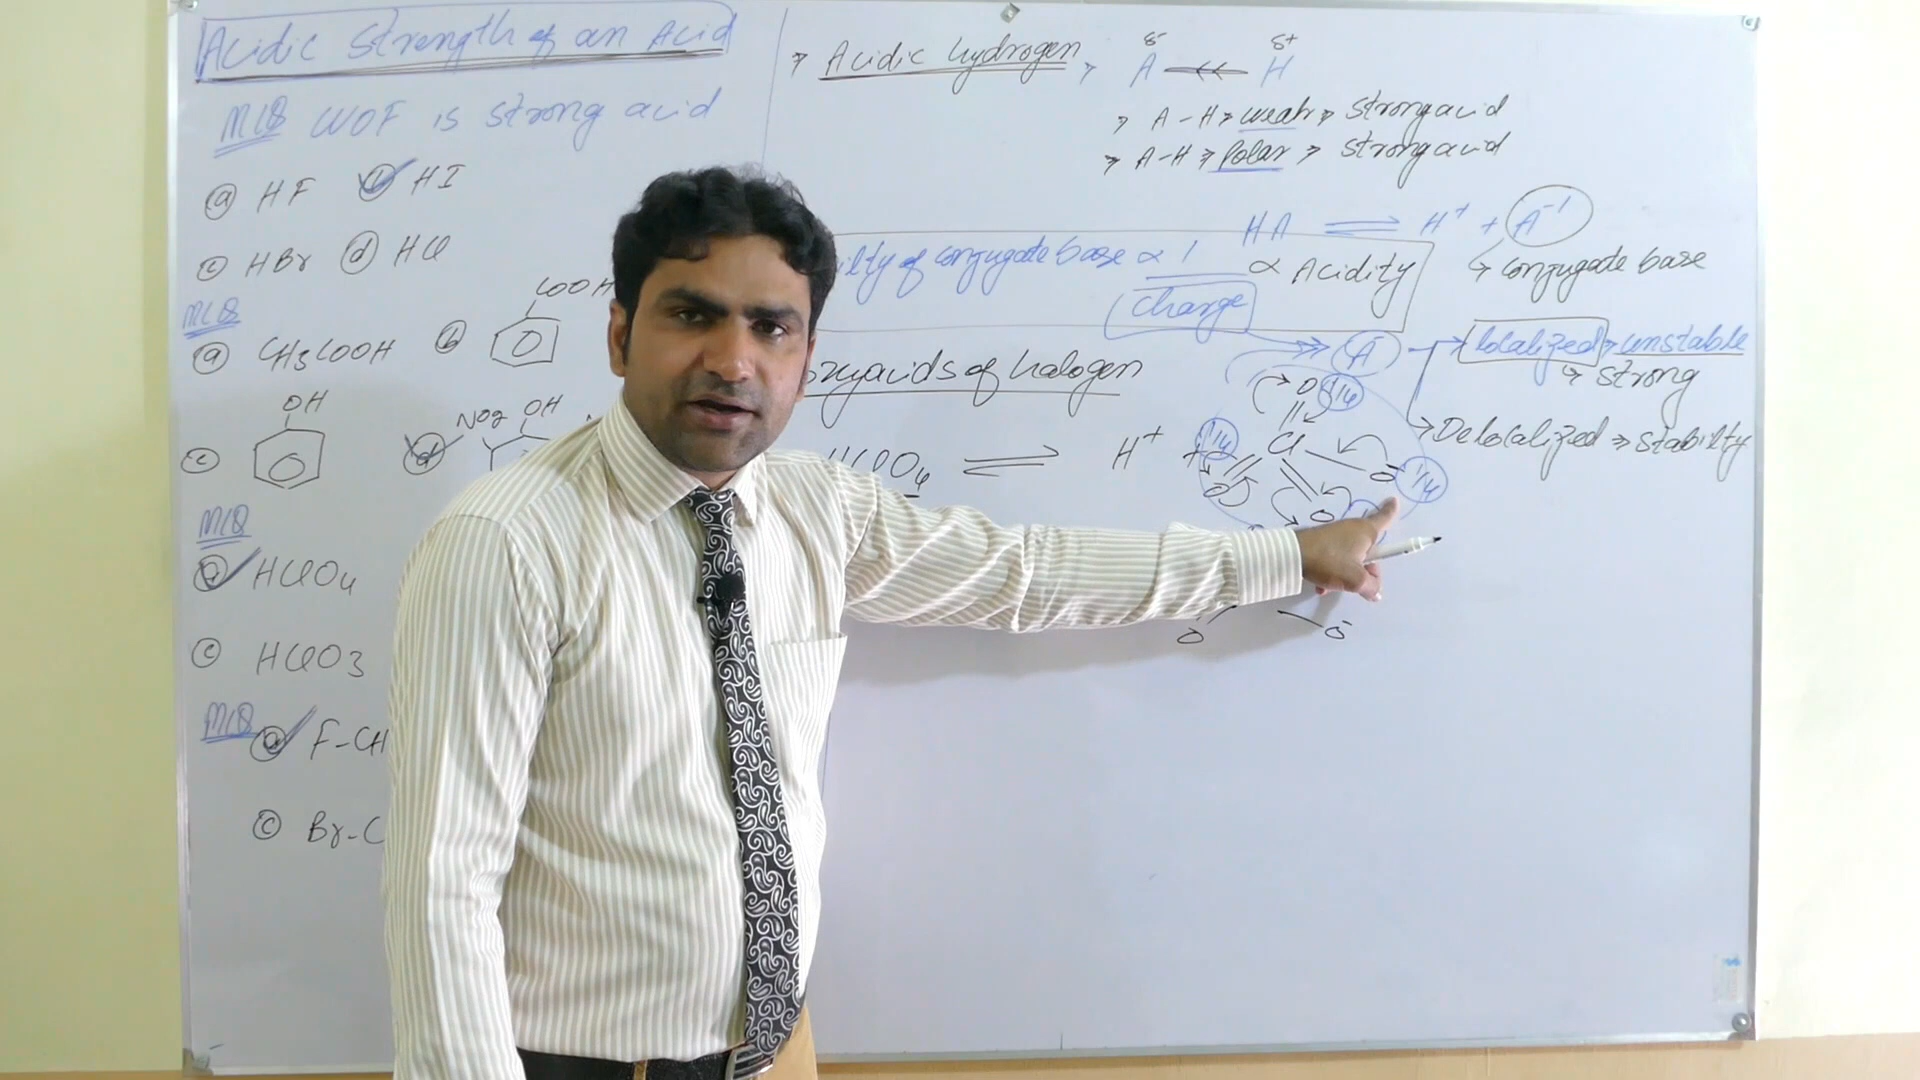 Acidic Strength of an Acid
MCQ WOF is strong acid
(a) HF (b) HI
(c) HBr (d) HCl
MCQ
COOH
(a) CH3COOH (b)
OH
NO2 OH
(c) (d)
MCQ
(a) HClO4
(c) HClO3
MCQ
(a) F-CH
(c) Br-C
Acidic hydrogen
δ- δ+
A H
A-H weak Strong acid
A-H Polar strong acid
HA ⇌ H+ + A-1
conjugate base
ility of conjugate base ∝ 1
∝ Acidity
Charge
A localized unstable
strong
Delocalized stability
oxyacids of halogen
HClO4 ⇌ H+ +
O 1/4
1/4 Cl
O- 1/4
O O
O O-